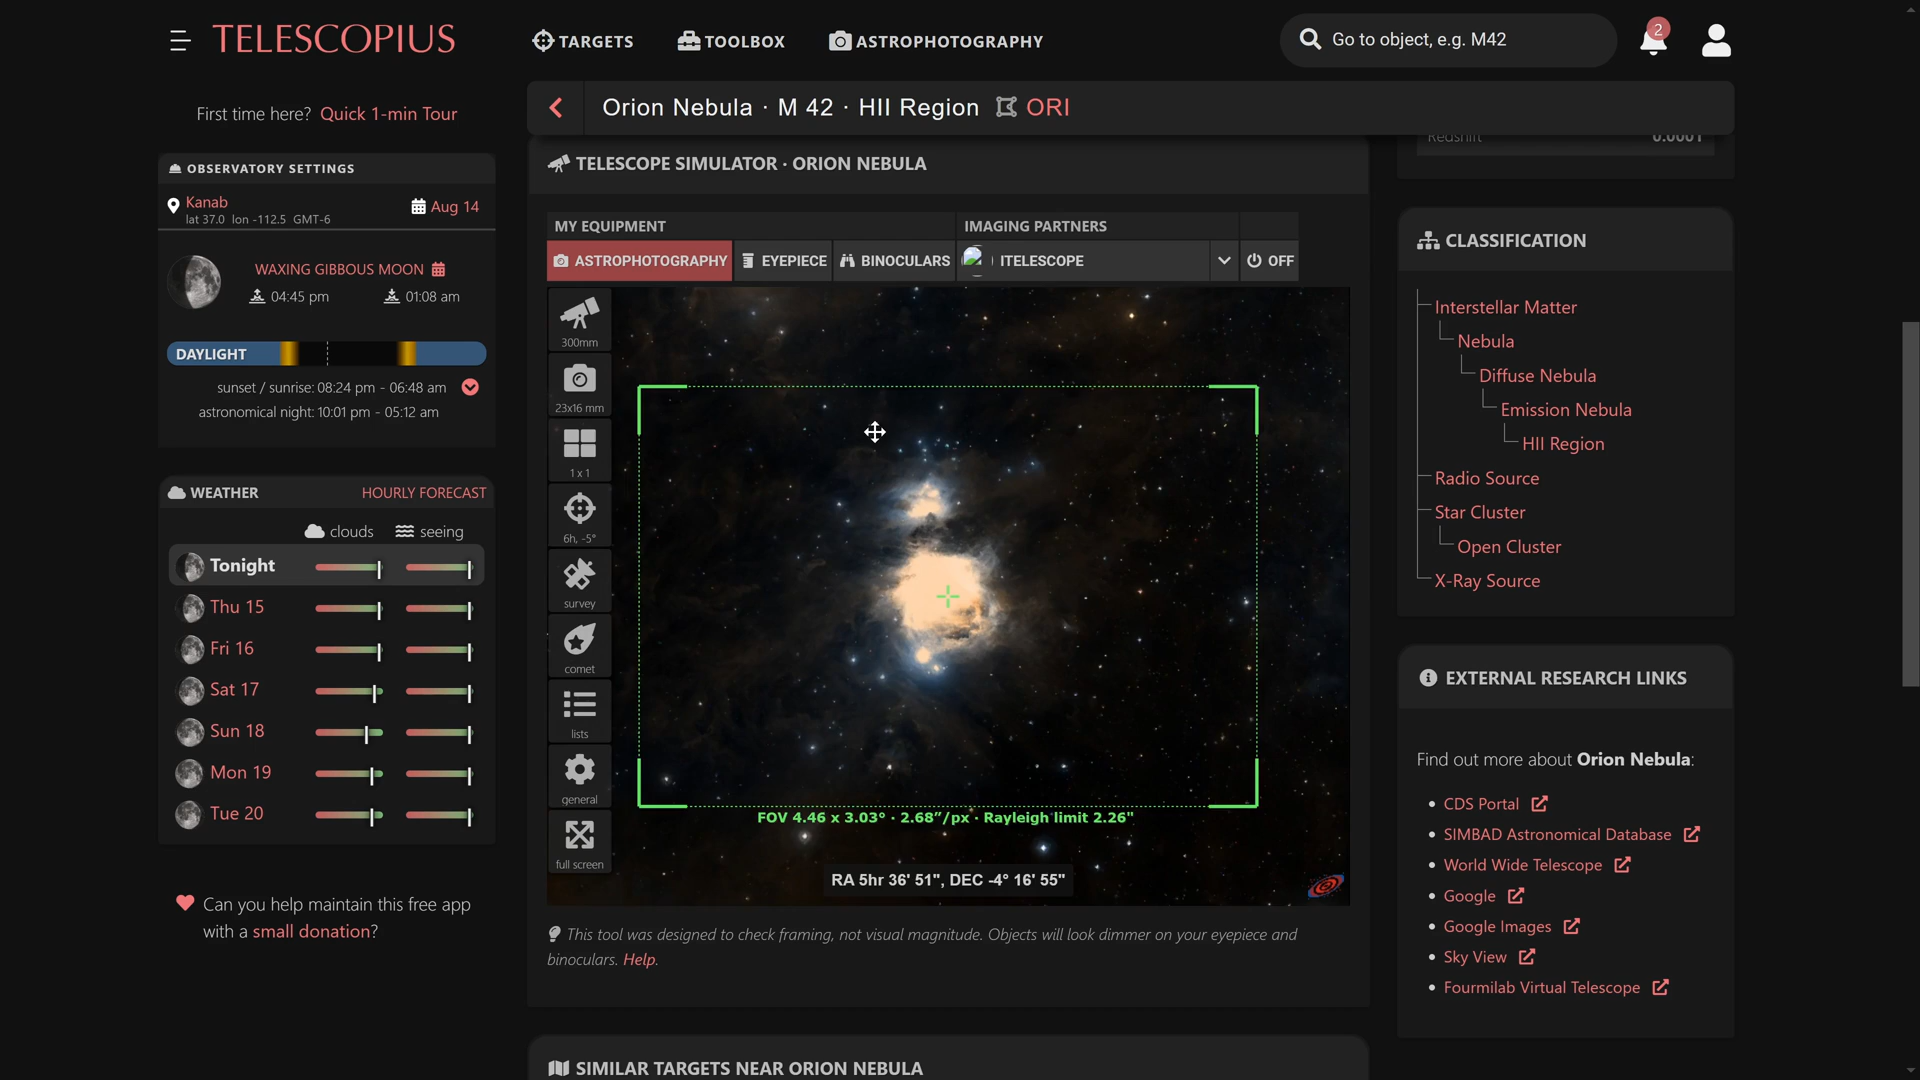 TELESCOPIUS
TARGETS
TOOLBOX
ASTROPHOTOGRAPHY
Go to object, e.g. M42
2
First time here? Quick 1-min Tour
OBSERVATORY SETTINGS
Kanab
Aug 14
lat 37.0 lon -112.5 GMT-6
WAXING GIBBOUS MOON
04:45 pm
01:08 am
DAYLIGHT
sunset / sunrise: 08:24 pm - 06:48 am
astronomical night: 10:01 pm - 05:12 am
WEATHER
HOURLY FORECAST
clouds
seeing
Tonight
Thu 15
Fri 16
Sat 17
Sun 18
Mon 19
Tue 20
Can you help maintain this free app
with a small donation?
Orion Nebula · M 42 · HII Region ORI
TELESCOPE SIMULATOR · ORION NEBULA
MY EQUIPMENT
IMAGING PARTNERS
ASTROPHOTOGRAPHY
EYEPIECE
BINOCULARS
ITELESCOPE
OFF
300mm
23x16 mm
1 x 1
6h, -5°
survey
comet
lists
general
full screen
FOV 4.46 x 3.03° · 2.68"/px · Rayleigh limit 2.26"
RA 5hr 36' 51", DEC -4° 16' 55"
This tool was designed to check framing, not visual magnitude. Objects will look dimmer on your eyepiece and
binoculars. Help.
SIMILAR TARGETS NEAR ORION NEBULA
Redshift
0.0001
CLASSIFICATION
Interstellar Matter
Nebula
Diffuse Nebula
Emission Nebula
HII Region
Radio Source
Star Cluster
Open Cluster
X-Ray Source
EXTERNAL RESEARCH LINKS
Find out more about Orion Nebula:
CDS Portal
SIMBAD Astronomical Database
World Wide Telescope
Google
Google Images
Sky View
Fourmilab Virtual Telescope